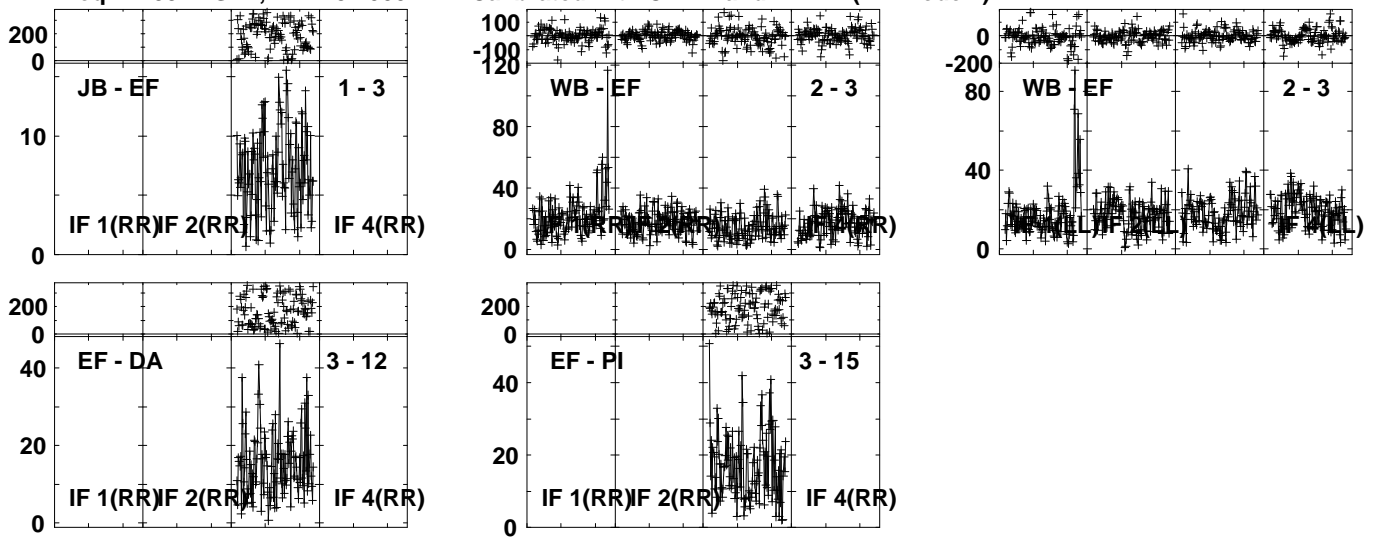 200
0
JB - EF
1 - 3
10
IF 1(RR)
IF 2(RR)
IF 4(RR)
0
100
-100
120
WB - EF
2 - 3
80
40
IF 4(RR)
0
0
-200
WB - EF
2 - 3
80
40
0
200
0
EF - DA
3 - 12
40
20
IF 1(RR)
IF 2(RR)
IF 4(RR)
0
200
0
EF - PI
3 - 15
40
20
IF 1(RR)
IF 2(RR)
IF 4(RR)
0